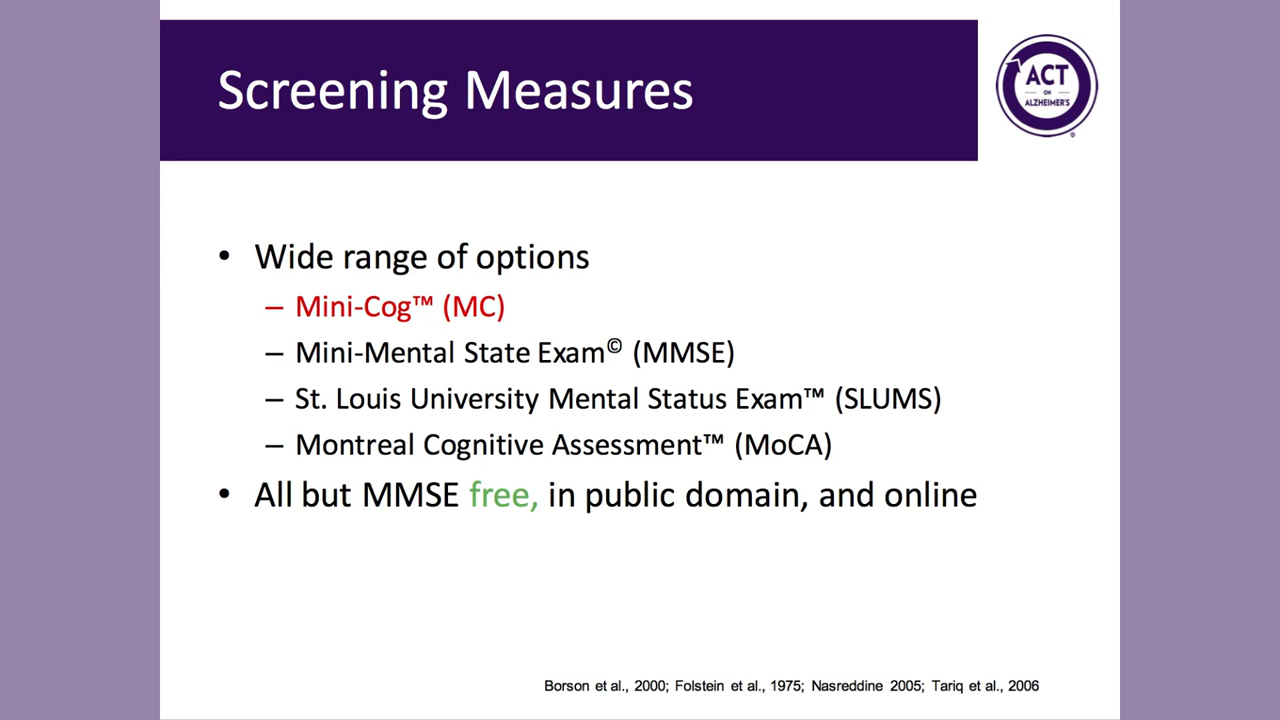 Screening Measures
ACT
ON
ALZHEIMER'S
®
• Wide range of options
– Mini-Cog™ (MC)
– Mini-Mental State Exam© (MMSE)
– St. Louis University Mental Status Exam™ (SLUMS)
– Montreal Cognitive Assessment™ (MoCA)
• All but MMSE free, in public domain, and online
Borson et al., 2000; Folstein et al., 1975; Nasreddine 2005; Tariq et al., 2006